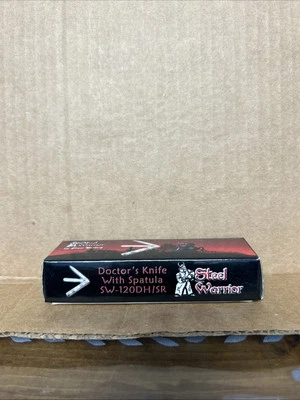 Doctor's Knife
With Spatula
SW-120DH/SR
Steel
Warrior